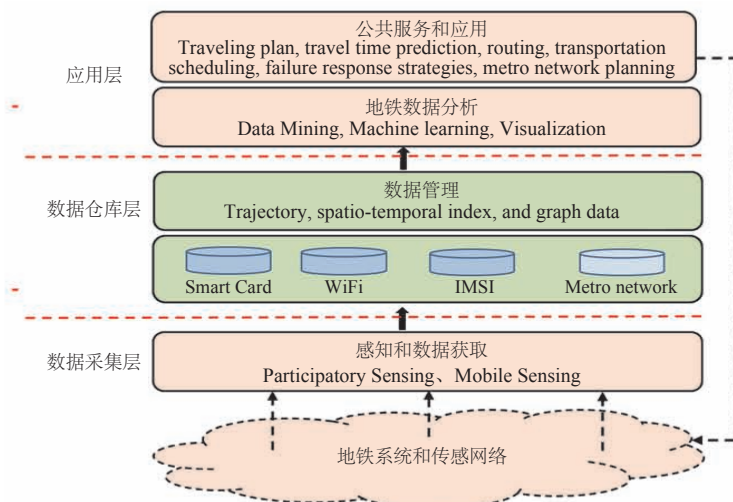 公共服务和应用
Traveling plan, travel time prediction, routing, transportation
scheduling, failure response strategies, metro network planning
应用层
地铁数据分析
Data Mining, Machine learning, Visualization
数据管理
数据仓库层
Trajectory, spatio-temporal index, and graph data
Smart Card
WiFi
IMSI
Metro network
感知和数据获取
数据采集层
Participatory Sensing、Mobile Sensing
地铁系统和传感网络